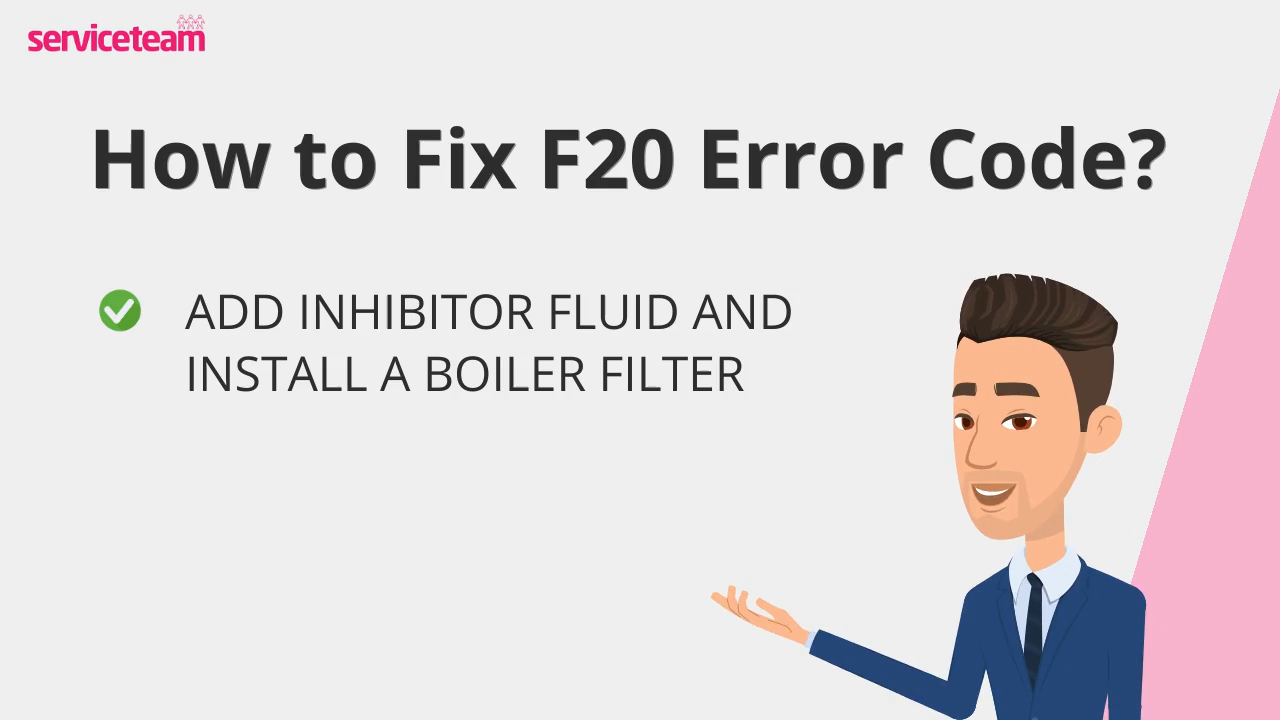 serviceteam
How to Fix F20 Error Code?
ADD INHIBITOR FLUID AND
INSTALL A BOILER FILTER